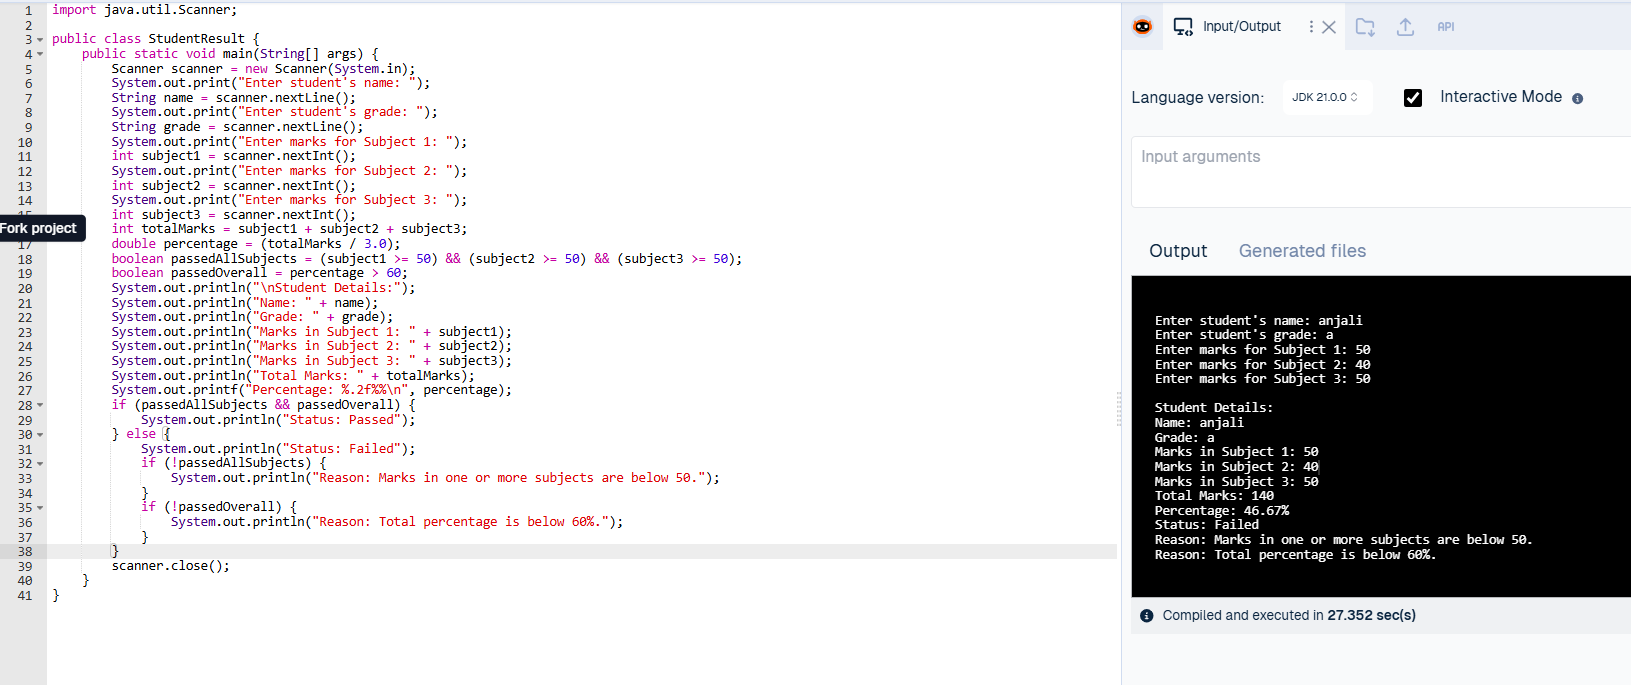 1 import java.util.Scanner;
2
3 public class StudentResult {
4 public static void main(String[] args) {
5 Scanner scanner = new Scanner(System.in);
6 System.out.print("Enter student's name: ");
7 String name = scanner.nextLine();
8 System.out.print("Enter student's grade: ");
9 String grade = scanner.nextLine();
10 System.out.print("Enter marks for Subject 1: ");
11 int subject1 = scanner.nextInt();
12 System.out.print("Enter marks for Subject 2: ");
13 int subject2 = scanner.nextInt();
14 System.out.print("Enter marks for Subject 3: ");
15 int subject3 = scanner.nextInt();
Fork project
int totalMarks = subject1 + subject2 + subject3;
17 double percentage = (totalMarks / 3.0);
18 boolean passedAllSubjects = (subject1 >= 50) && (subject2 >= 50) && (subject3 >= 50);
19 boolean passedOverall = percentage > 60;
20 System.out.println("\nStudent Details:");
21 System.out.println("Name: " + name);
22 System.out.println("Grade: " + grade);
23 System.out.println("Marks in Subject 1: " + subject1);
24 System.out.println("Marks in Subject 2: " + subject2);
25 System.out.println("Marks in Subject 3: " + subject3);
26 System.out.println("Total Marks: " + totalMarks);
27 System.out.printf("Percentage: %.2f%%\n", percentage);
28 if (passedAllSubjects && passedOverall) {
29 System.out.println("Status: Passed");
30 } else {
31 System.out.println("Status: Failed");
32 if (!passedAllSubjects) {
33 System.out.println("Reason: Marks in one or more subjects are below 50.");
34 }
35 if (!passedOverall) {
36 System.out.println("Reason: Total percentage is below 60%.");
37 }
38 }
39 scanner.close();
40 }
41 }
Input/Output
API
Language version: JDK 21.0.0 Interactive Mode
Input arguments
Output Generated files
Enter student's name: anjali
Enter student's grade: a
Enter marks for Subject 1: 50
Enter marks for Subject 2: 40
Enter marks for Subject 3: 50
Student Details:
Name: anjali
Grade: a
Marks in Subject 1: 50
Marks in Subject 2: 40
Marks in Subject 3: 50
Total Marks: 140
Percentage: 46.67%
Status: Failed
Reason: Marks in one or more subjects are below 50.
Reason: Total percentage is below 60%.
Compiled and executed in 27.352 sec(s)